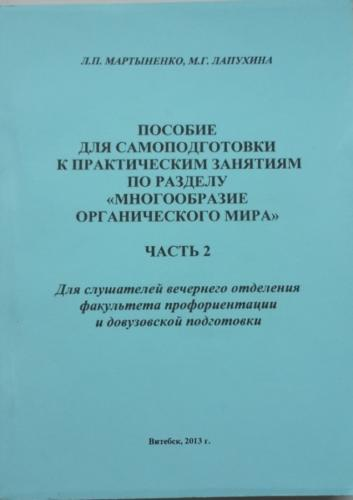 Л.П. МАРТЫНЕНКО, М.Г. ЛАПУХИНА
ПОСОБИЕ
ДЛЯ САМОПОДГОТОВКИ
К ПРАКТИЧЕСКИМ ЗАНЯТИЯМ
ПО РАЗДЕЛУ
«МНОГООБРАЗИЕ
ОРГАНИЧЕСКОГО МИРА»
ЧАСТЬ 2
Для слушателей вечернего отделения
факультета профориентации
и довузовской подготовки
Витебск, 2013 г.